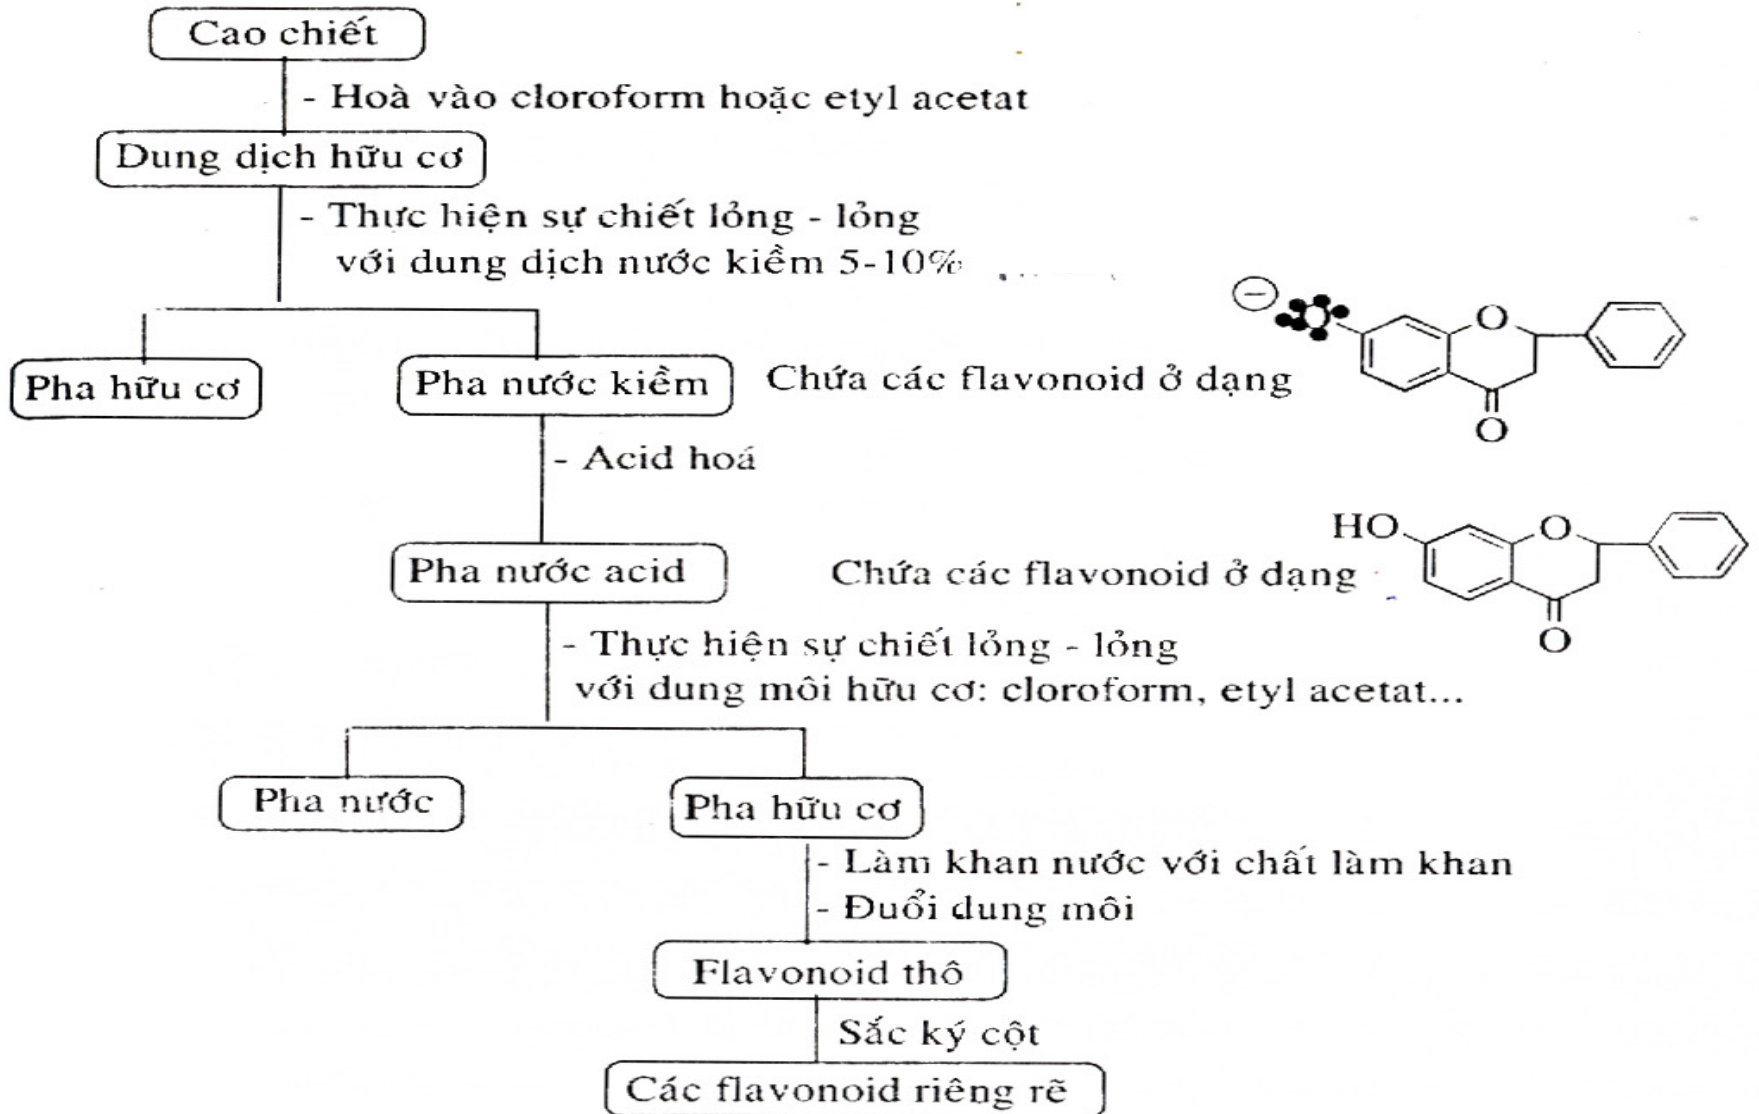 Cao chiết
- Hoà vào cloroform hoặc etyl acetat
Dung dịch hữu cơ
- Thực hiện sự chiết lỏng - lỏng
với dung dịch nước kiềm 5-10%
Pha hữu cơ
Pha nước kiềm
Chứa các flavonoid ở dạng
− O O O
- Acid hoá
Pha nước acid
Chứa các flavonoid ở dạng
HO O O
- Thực hiện sự chiết lỏng - lỏng
với dung môi hữu cơ: cloroform, etyl acetat...
Pha nước
Pha hữu cơ
- Làm khan nước với chất làm khan
- Đuổi dung môi
Flavonoid thô
Sắc ký cột
Các flavonoid riêng rẽ